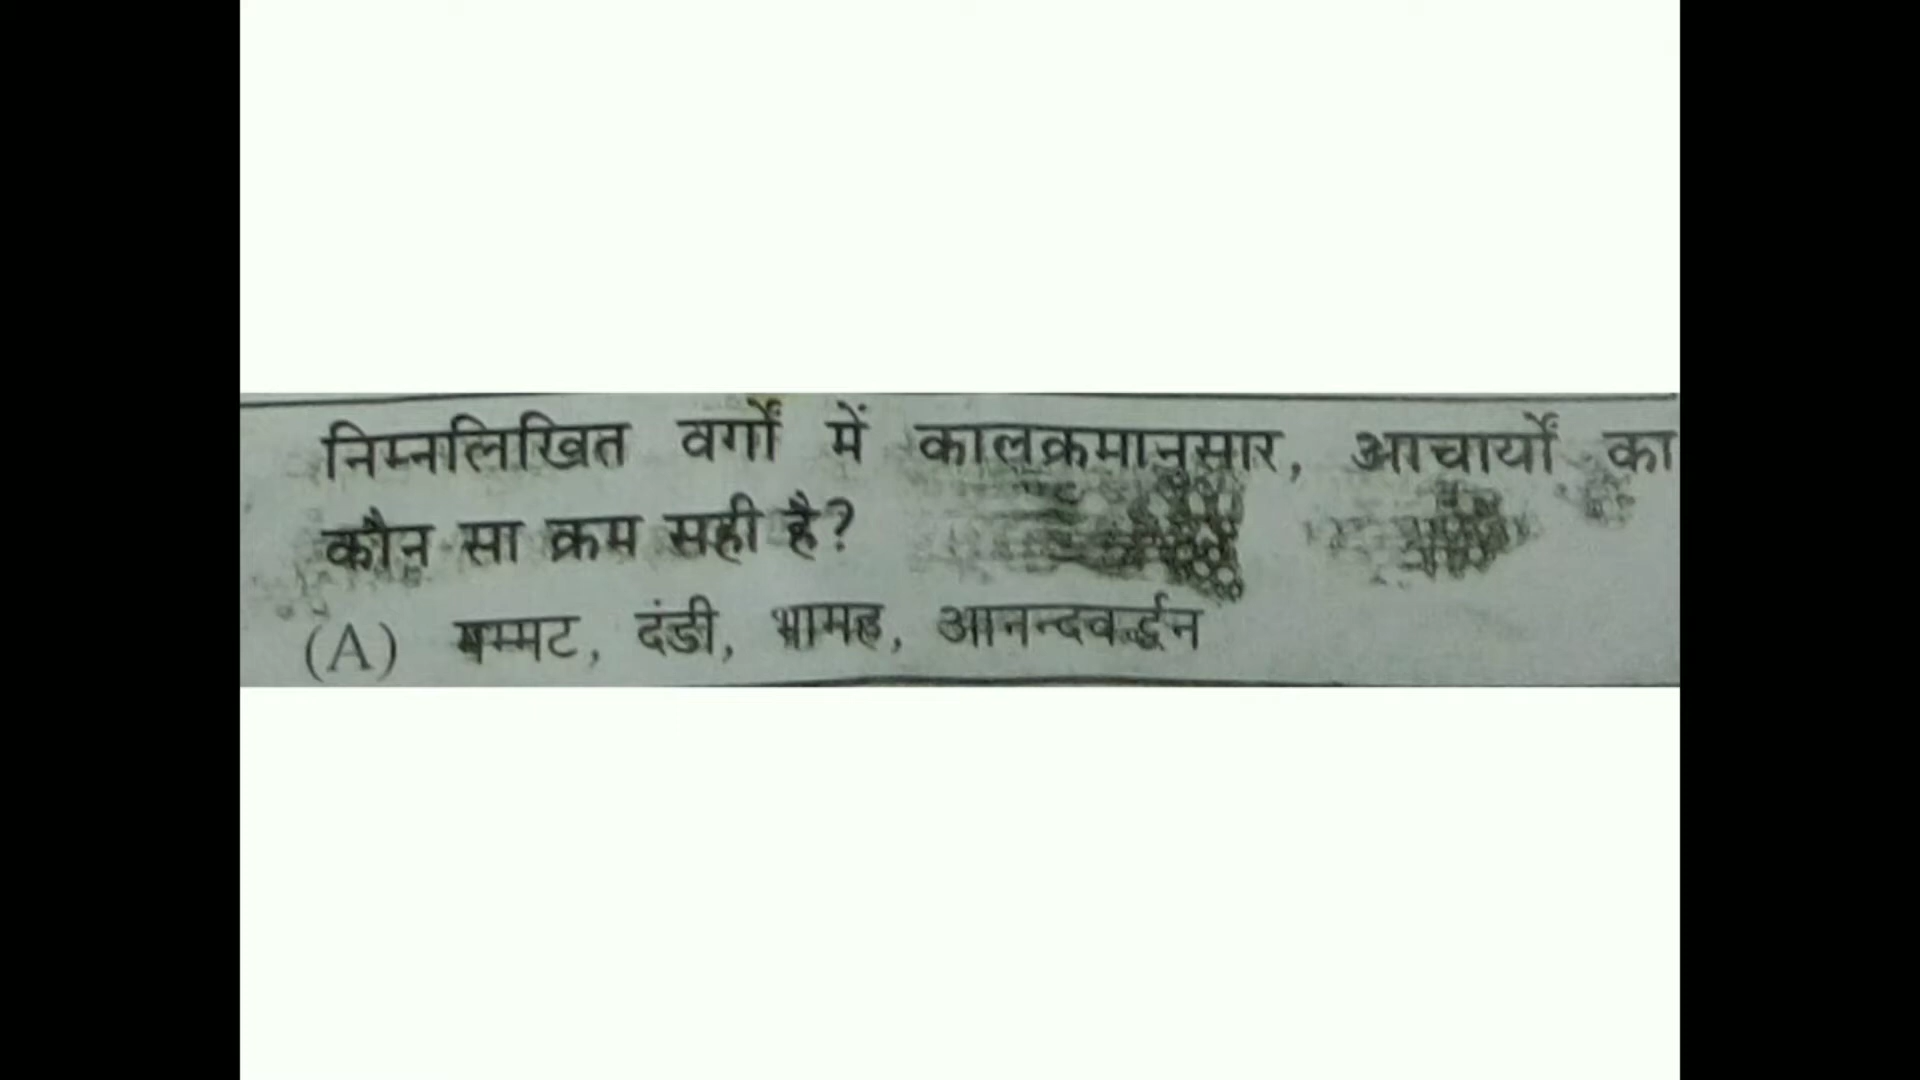 निम्नलिखित वर्गों में कालक्रमानुसार, आचार्यों का
कौन सा क्रम सही है?
(A) मम्मट, दंडी, भामह, आनन्दवर्द्धन